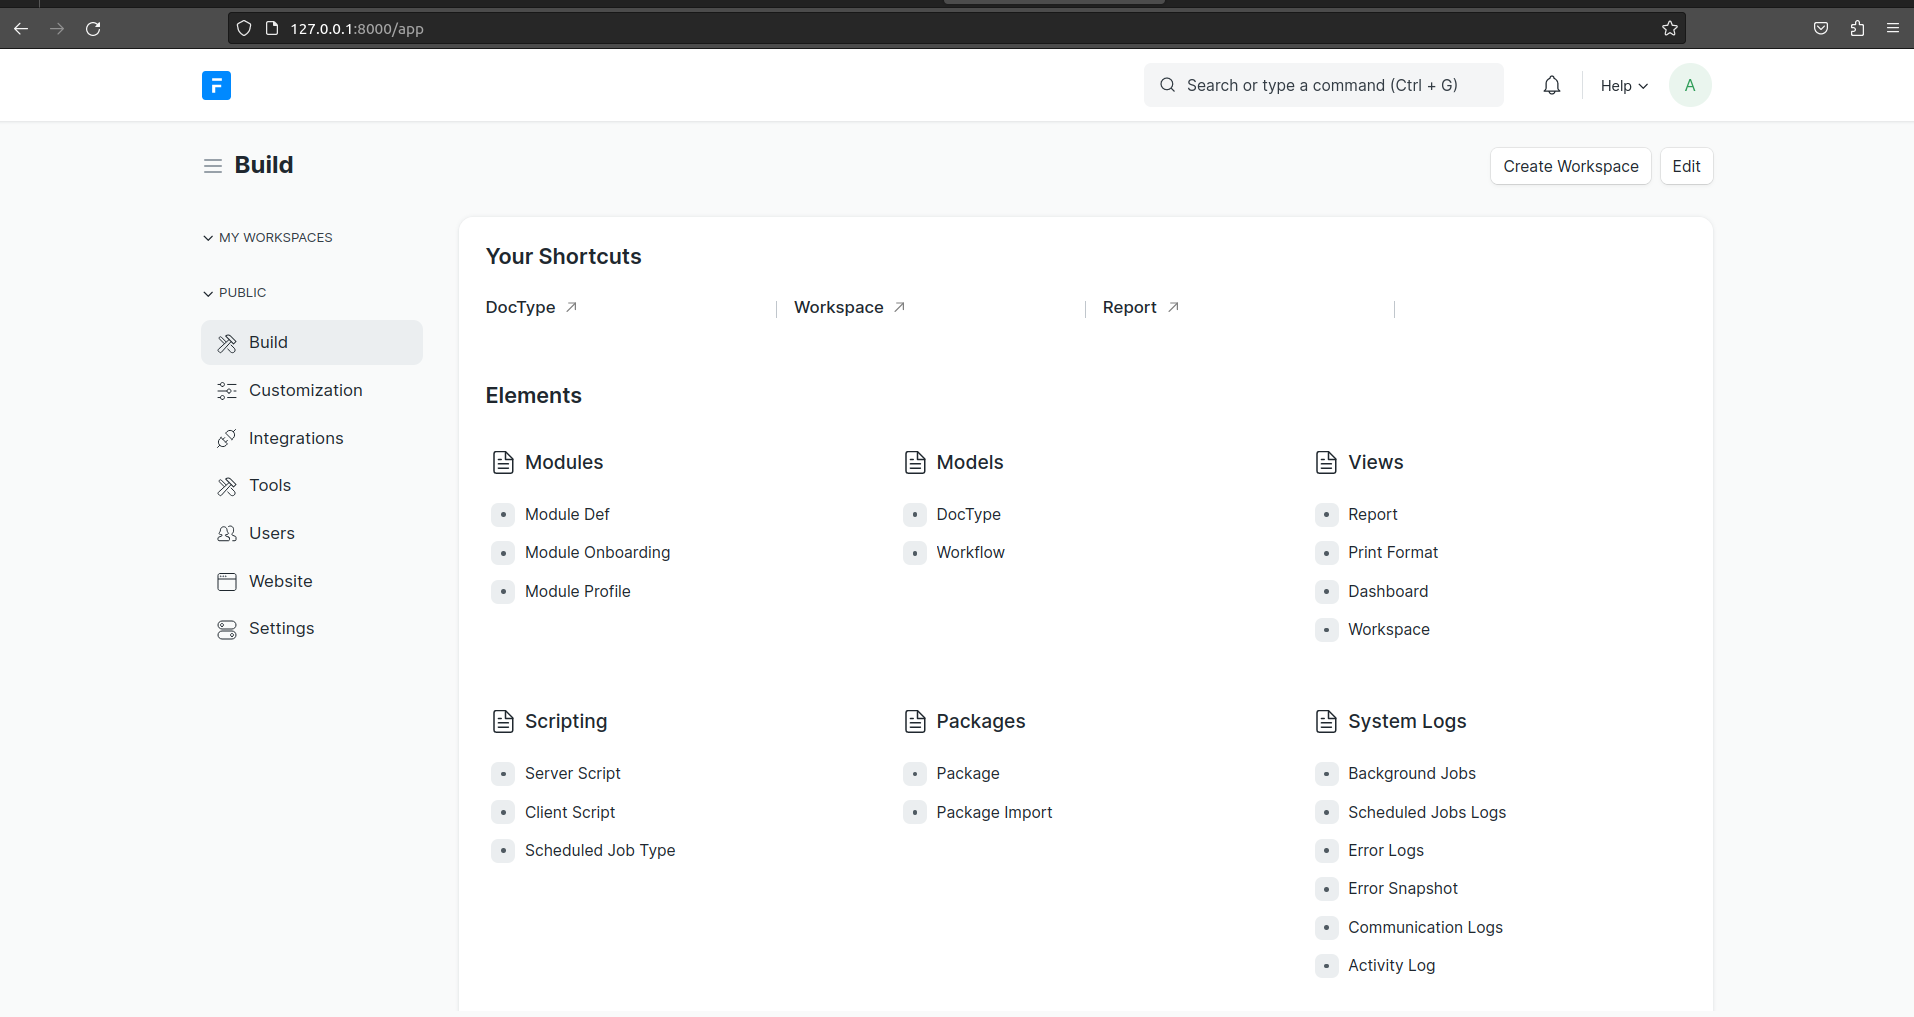 127.0.0.1:8000/app
F
Search or type a command (Ctrl + G)
Help
A
Build
Create Workspace
Edit
MY WORKSPACES
PUBLIC
Build
Customization
Integrations
Tools
Users
Website
Settings
Your Shortcuts
DocType
Workspace
Report
Elements
Modules
Module Def
Module Onboarding
Module Profile
Models
DocType
Workflow
Views
Report
Print Format
Dashboard
Workspace
Scripting
Server Script
Client Script
Scheduled Job Type
Packages
Package
Package Import
System Logs
Background Jobs
Scheduled Jobs Logs
Error Logs
Error Snapshot
Communication Logs
Activity Log